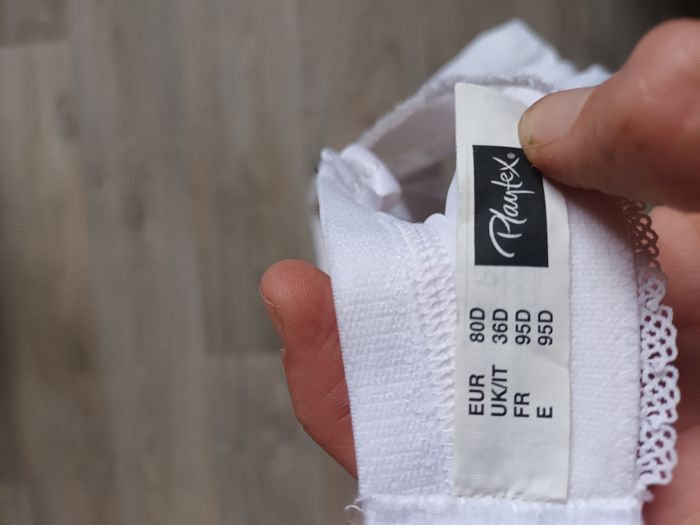 Playtex®
EUR 80D
UK/IT 36D
FR 95D
E 95D